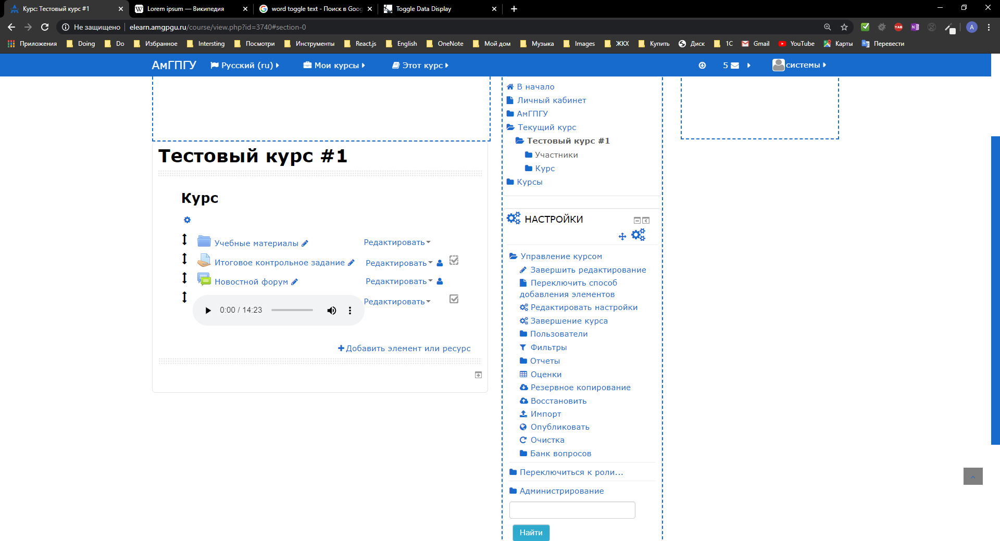 Курс: Тестовый курс #1
Lorem ipsum — Википедия
word toggle text - Поиск в Goog
Toggle Data Display
Не защищено
elearn.amgpgu.ru/course/view.php?id=3740#section-0
YAB
N
A
Приложения
Doing
Do
Избранное
Intersting
Посмотри
Инструменты
React.js
English
OneNote
Мой дом
Музыка
Images
ЖКХ
Купить
Диск
1С
Gmail
YouTube
Карты
Перевести
АмГПГУ
Русский (ru)
Мои курсы
Этот курс
5
системы
Тестовый курс #1
Курс
Учебные материалы
Редактировать
Итоговое контрольное задание
Редактировать
Новостной форум
Редактировать
0:00 / 14:23
Редактировать
Добавить элемент или ресурс
В начало
Личный кабинет
АмГПГУ
Текущий курс
Тестовый курс #1
Участники
Курс
Курсы
НАСТРОЙКИ
Управление курсом
Завершить редактирование
Переключить способ
добавления элементов
Редактировать настройки
Завершение курса
Пользователи
Фильтры
Отчеты
Оценки
Резервное копирование
Восстановить
Импорт
Опубликовать
Очистка
Банк вопросов
Переключиться к роли...
Администрирование
Найти